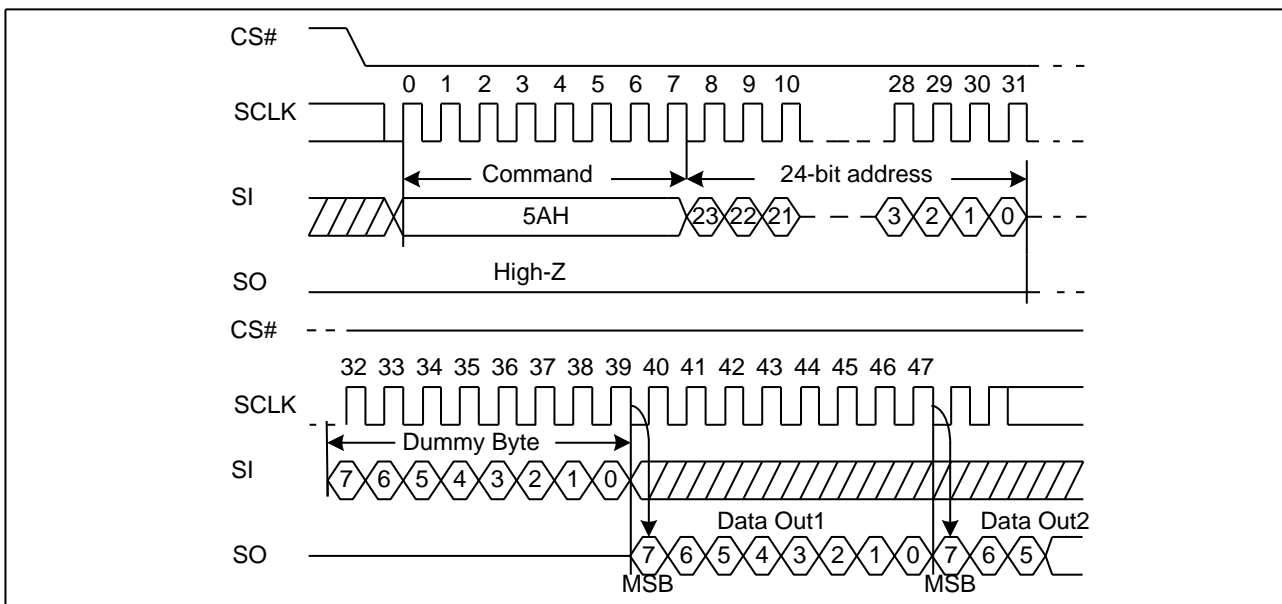 CS#
0 1 2 3 4 5 6 7 8 9 10 28 29 30 31
SCLK
Command 24-bit address
SI
5AH 23 22 21 3 2 1 0
High-Z
SO
CS#
32 33 34 35 36 37 38 39 40 41 42 43 44 45 46 47
SCLK
Dummy Byte
SI
7 6 5 4 3 2 1 0
Data Out1 Data Out2
SO
7 6 5 4 3 2 1 0 7 6 5
MSB MSB